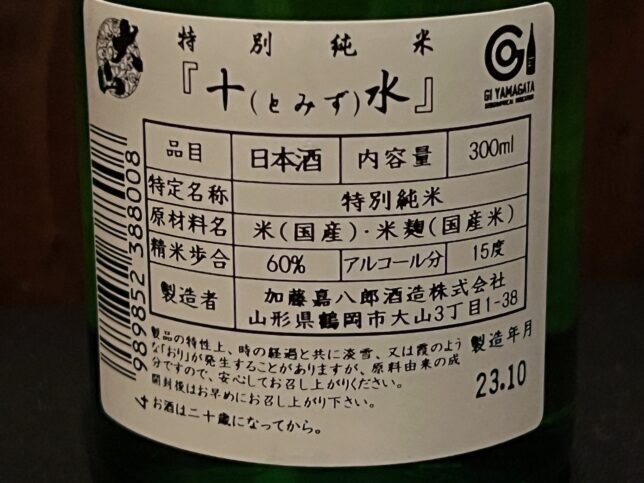 大山
特別純米
『十(とみず)水』
GI YAMAGATA
品目 日本酒 内容量 300ml
特定名称 特別純米
原材料名 米(国産)・米麹(国産米)
精米歩合 60% アルコール分 15度
製造者 加藤嘉八郎酒造株式会社
山形県鶴岡市大山3丁目1-38
製品の特性上、時の経過と共に淡雪、又は霞のよう
な「おり」が発生することがありますが、原料由来の成
分ですので、安心してお召し上がりください。
開封後はお早めにお召し上がり下さい。
お酒は二十歳になってから。
製造年月
23.10
4 989852 388008